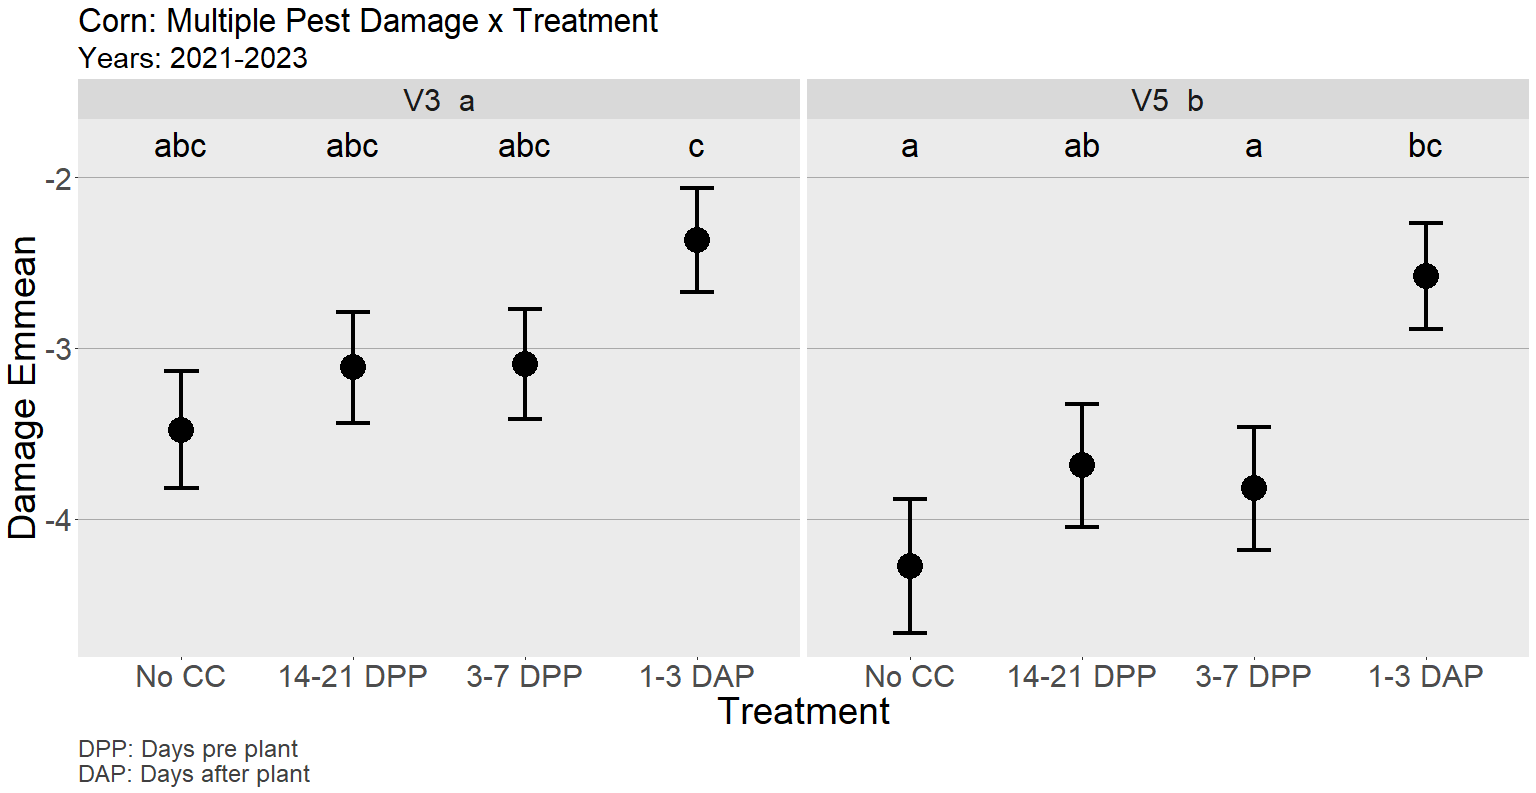 Corn: Multiple Pest Damage x Treatment
Years: 2021-2023
V3 a
V5 b
abc abc abc c
a ab a bc
-2
-3
-4
Damage Emmean
No CC 14-21 DPP 3-7 DPP 1-3 DAP
No CC 14-21 DPP 3-7 DPP 1-3 DAP
Treatment
DPP: Days pre plant
DAP: Days after plant